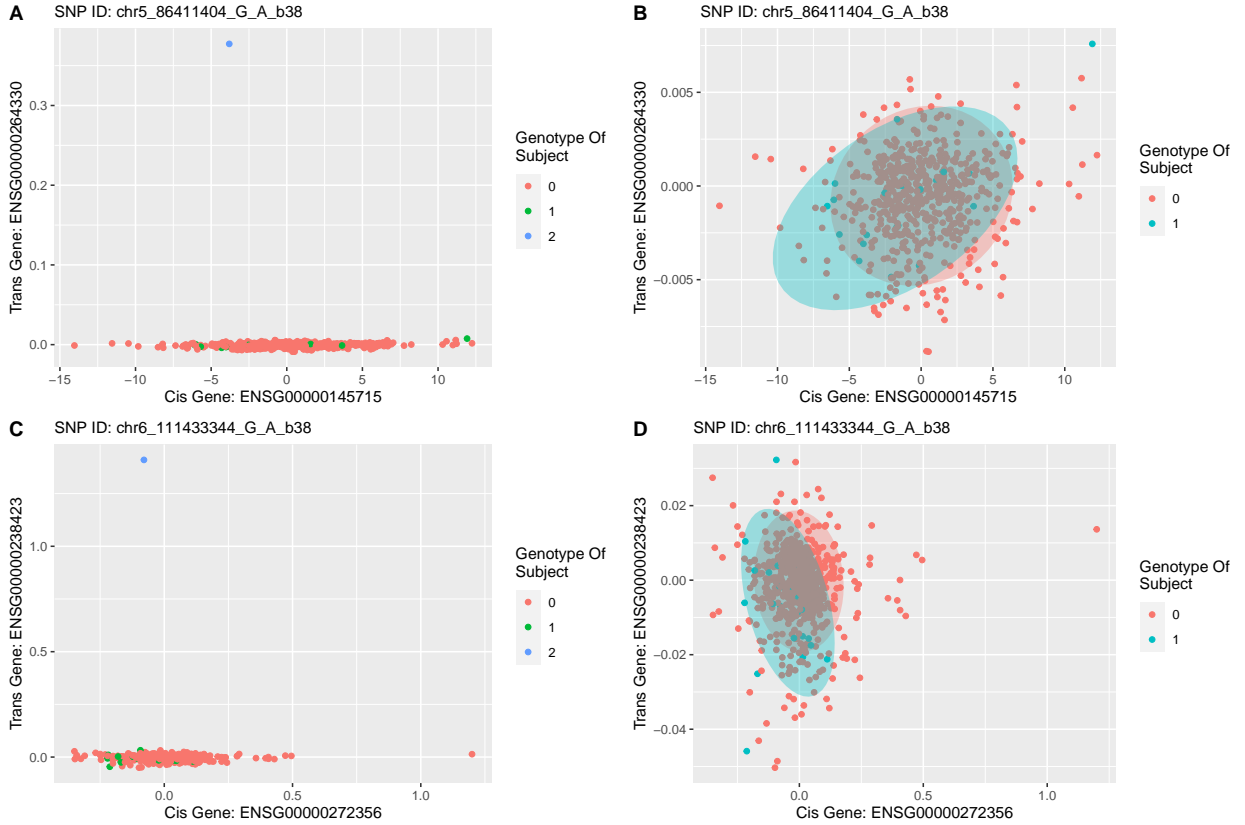 A
SNP ID: chr5_86411404_G_A_b38
Trans Gene: ENSG00000264330
0.3
0.2
0.1
0.0
−15
−10
−5
0
5
10
Cis Gene: ENSG00000145715
Genotype Of
Subject
0
1
2
B
SNP ID: chr5_86411404_G_A_b38
Trans Gene: ENSG00000264330
0.005
0.000
−0.005
−15
−10
−5
0
5
10
Cis Gene: ENSG00000145715
Genotype Of
Subject
0
1
C
SNP ID: chr6_111433344_G_A_b38
Trans Gene: ENSG00000238423
1.0
0.5
0.0
0.0
0.5
1.0
Cis Gene: ENSG00000272356
Genotype Of
Subject
0
1
2
D
SNP ID: chr6_111433344_G_A_b38
Trans Gene: ENSG00000238423
0.02
0.00
−0.02
−0.04
0.0
0.5
1.0
Cis Gene: ENSG00000272356
Genotype Of
Subject
0
1